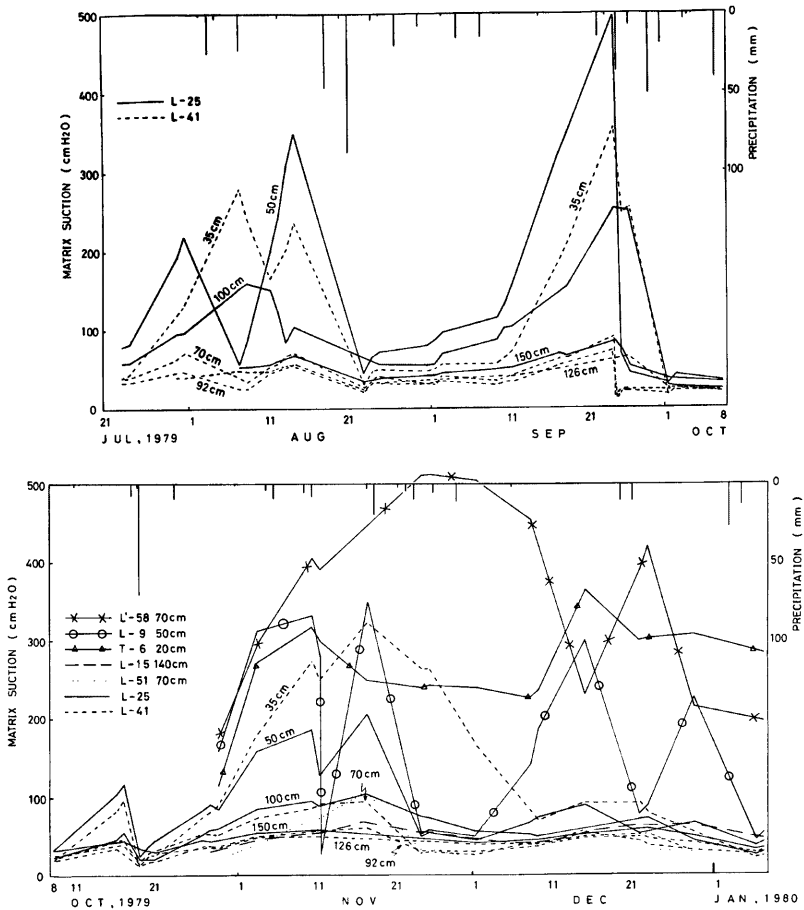 500
400
300
200
100
0
MATRIX SUCTION ( cmH2O )
0
50
100
PRECIPITATION ( mm )
L-25
L-41
35cm
50cm
100cm
70cm
92cm
35cm
150cm
126cm
21 1 11 21 1 11 21 1 8
JUL, 1979 AUG SEP OCT
500
400
300
200
100
0
MATRIX SUCTION ( cmH2O )
0
50
100
PRECIPITATION ( mm )
L'-58 70cm
L-9 50cm
T-6 20cm
L-15 140cm
L-51 70cm
L-25
L-41
35cm
50cm
70cm
100cm
150cm
126cm
92cm
8 11 21 1 11 21 1 11 21 1
OCT, 1979 NOV DEC JAN, 1980